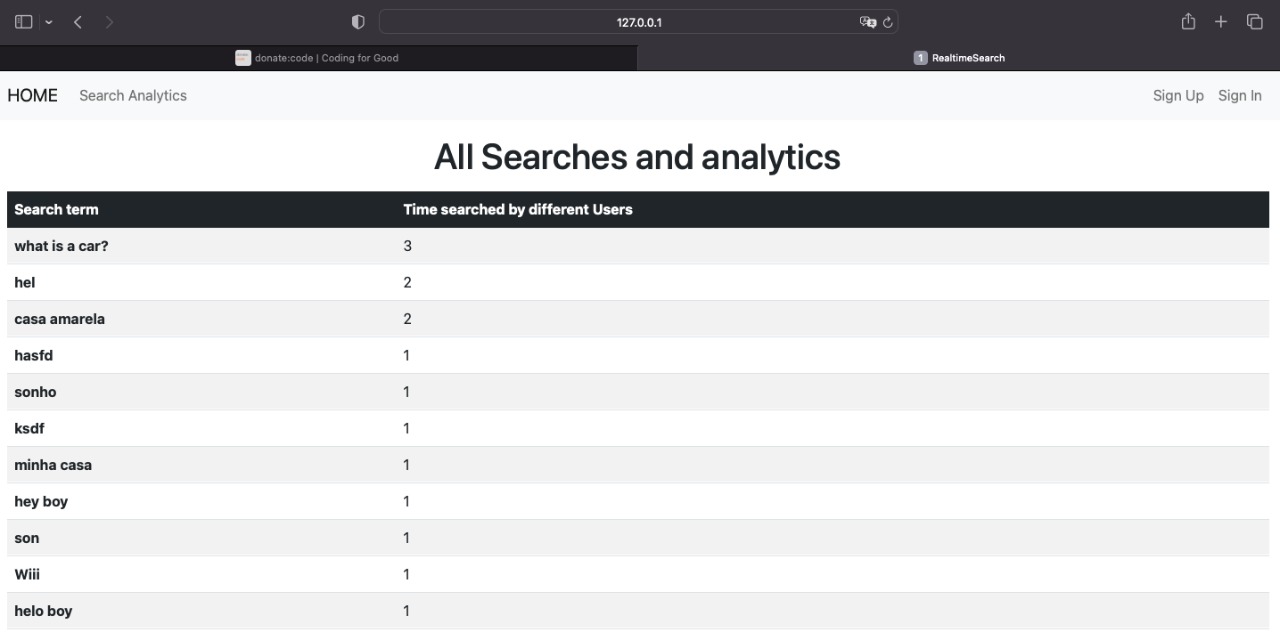 127.0.0.1
donate:code | Coding for Good
1 RealtimeSearch
HOME Search Analytics Sign Up Sign In
All Searches and analytics
Search term Time searched by different Users
what is a car? 3
hel 2
casa amarela 2
hasfd 1
sonho 1
ksdf 1
minha casa 1
hey boy 1
son 1
Wiii 1
helo boy 1